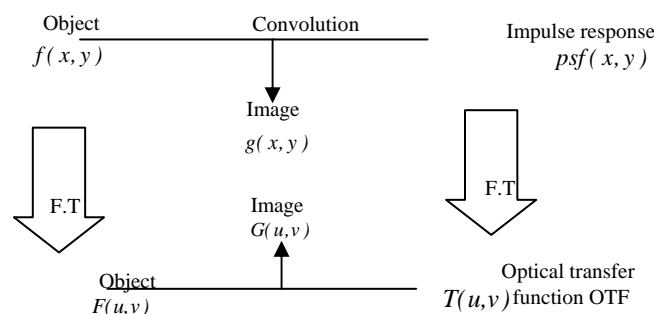 Object
Convolution
Impulse response
f(x,y)
psf(x,y)
Image
g(x,y)
F.T
F.T
Image
G(u,v)
Object
F(u,v)
Optical transfer
T(u,v) function OTF